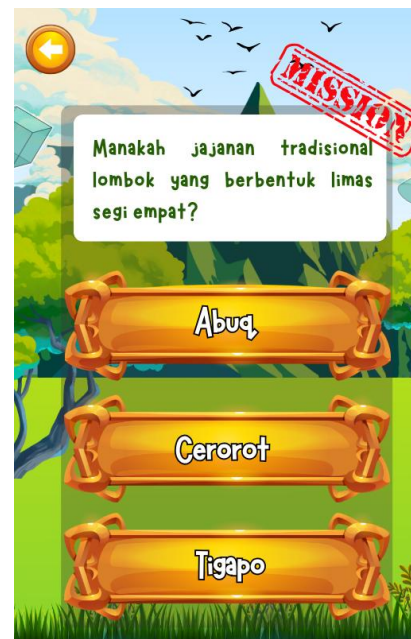 MISSION
Manakah jajanan tradisional
lombok yang berbentuk limas
segi empat?
Abuq
Cerorot
Tigapo